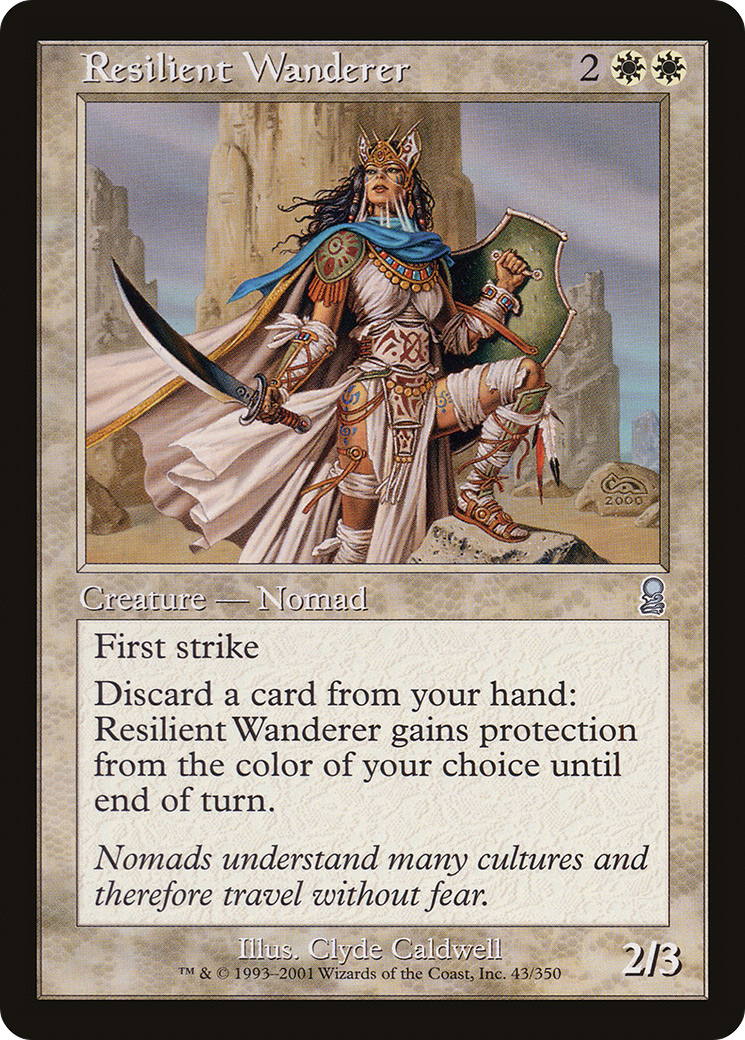 Resilient Wanderer 2
2000
Creature — Nomad
First strike
Discard a card from your hand:
Resilient Wanderer gains protection
from the color of your choice until
end of turn.
Nomads understand many cultures and
therefore travel without fear.
Illus. Clyde Caldwell
™ & © 1993–2001 Wizards of the Coast, Inc. 43/350
2/3